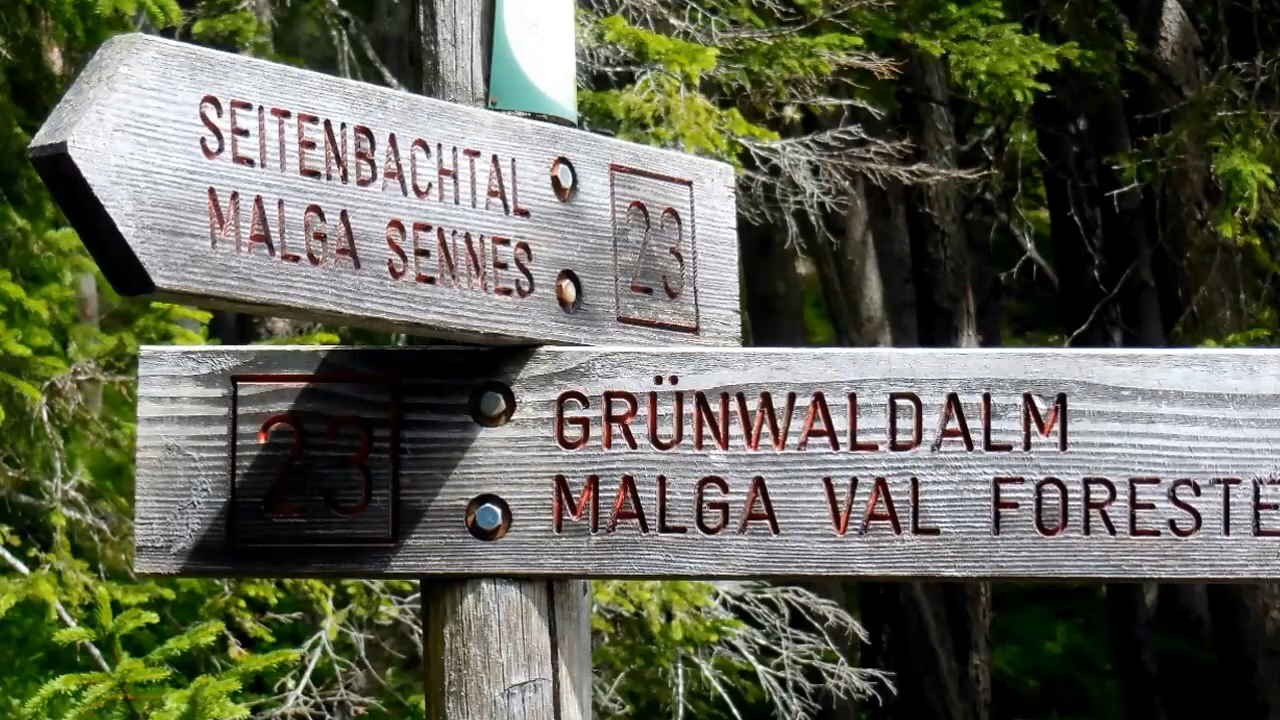 SEITENBACHTAL
MALGA SENNES
23
23
GRÜNWALDALM
MALGA VAL FORESTE